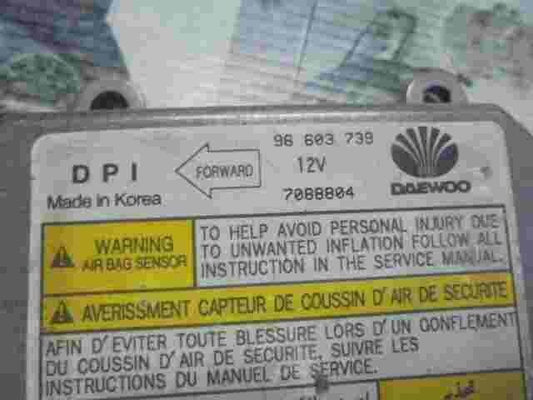 96 603 739
DPI
FORWARD
12V
Made in Korea
7088804
DAEWOO
WARNING
AIR BAG SENSOR
TO HELP AVOID PERSONAL INJURY DUE
TO UNWANTED INFLATION FOLLOW ALL
INSTRUCTION IN THE SERVICE MANUAL.
AVERISSMENT CAPTEUR DE COUSSIN D'AIR DE SECURITE
AFIN D'EVITER TOUTE BLESSURE LORS D'UN GONFLEMENT
DU COUSSIN D'AIR DE SECURITE, SUIVRE LES
INSTRUCTIONS DU MANUEL DE SERVICE.